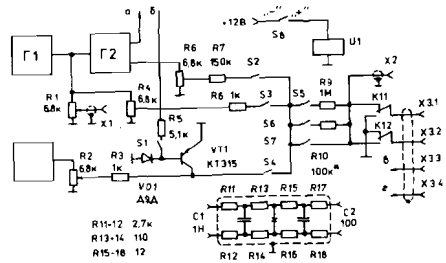 а
б
+12В
„–"
„+"
S8
U1
Г1
Г2
R6
6,8к
R7
150к
S2
X2
R1
6,8к
X1
R4
6,8к
R6 1к
S3
S5
R9
1М
K11
X3.1
R5
5,1к
S6
K12
X3.2
S1
VT1
КТ315
S7
R10
100к*
в
X3.3
R2
6,8к
R3
1к
VD1
Д9Д
S4
г
X3.4
R11 R13 R15 R17
C1
1Н
C2
100
R12 R14 R16 R18
R11-12 2,7к
R13÷14 110
R15-18 12